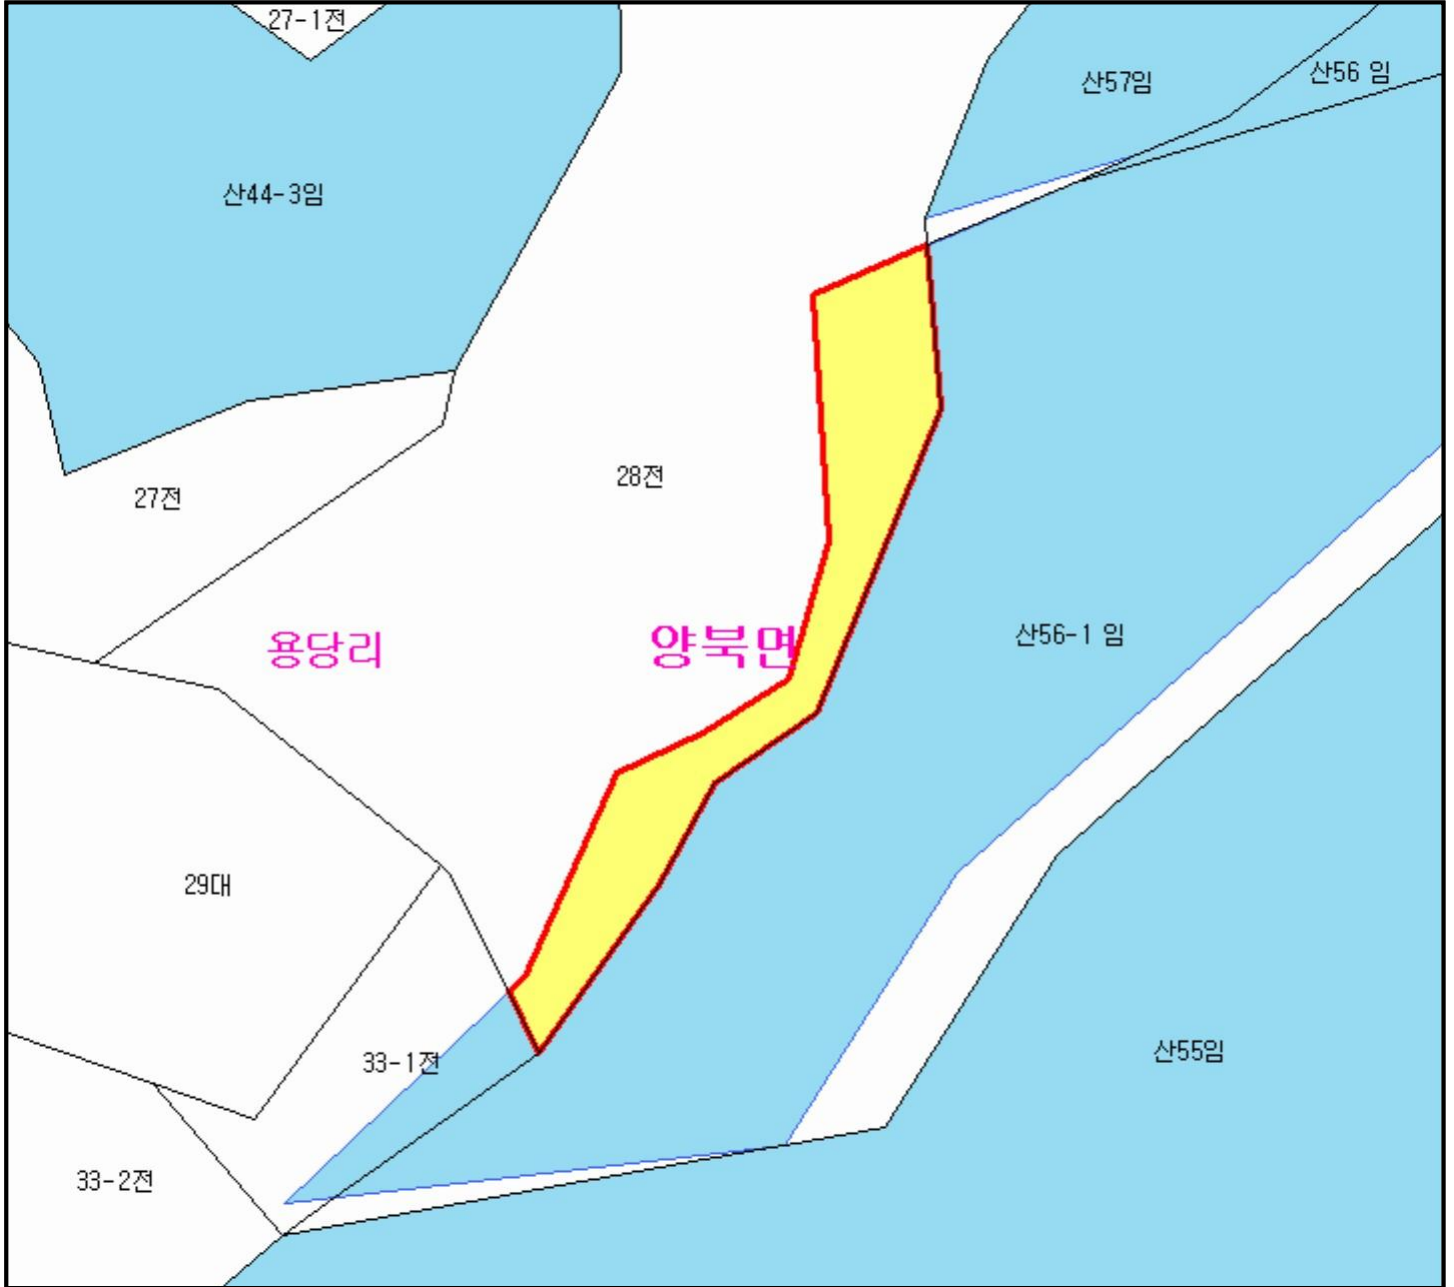 27-1전
산57임
산56 임
산44-3임
28전
27전
산56-1 임
용당리
양북면
29대
산55임
33-1전
33-2전